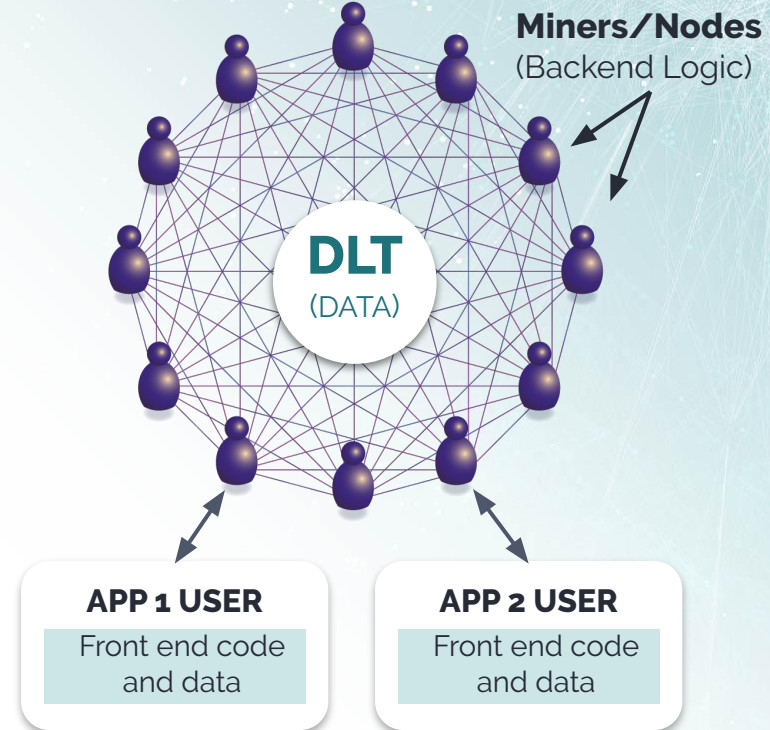 Miners/Nodes
(Backend Logic)
DLT
(DATA)
APP 1 USER
Front end code
and data
APP 2 USER
Front end code
and data